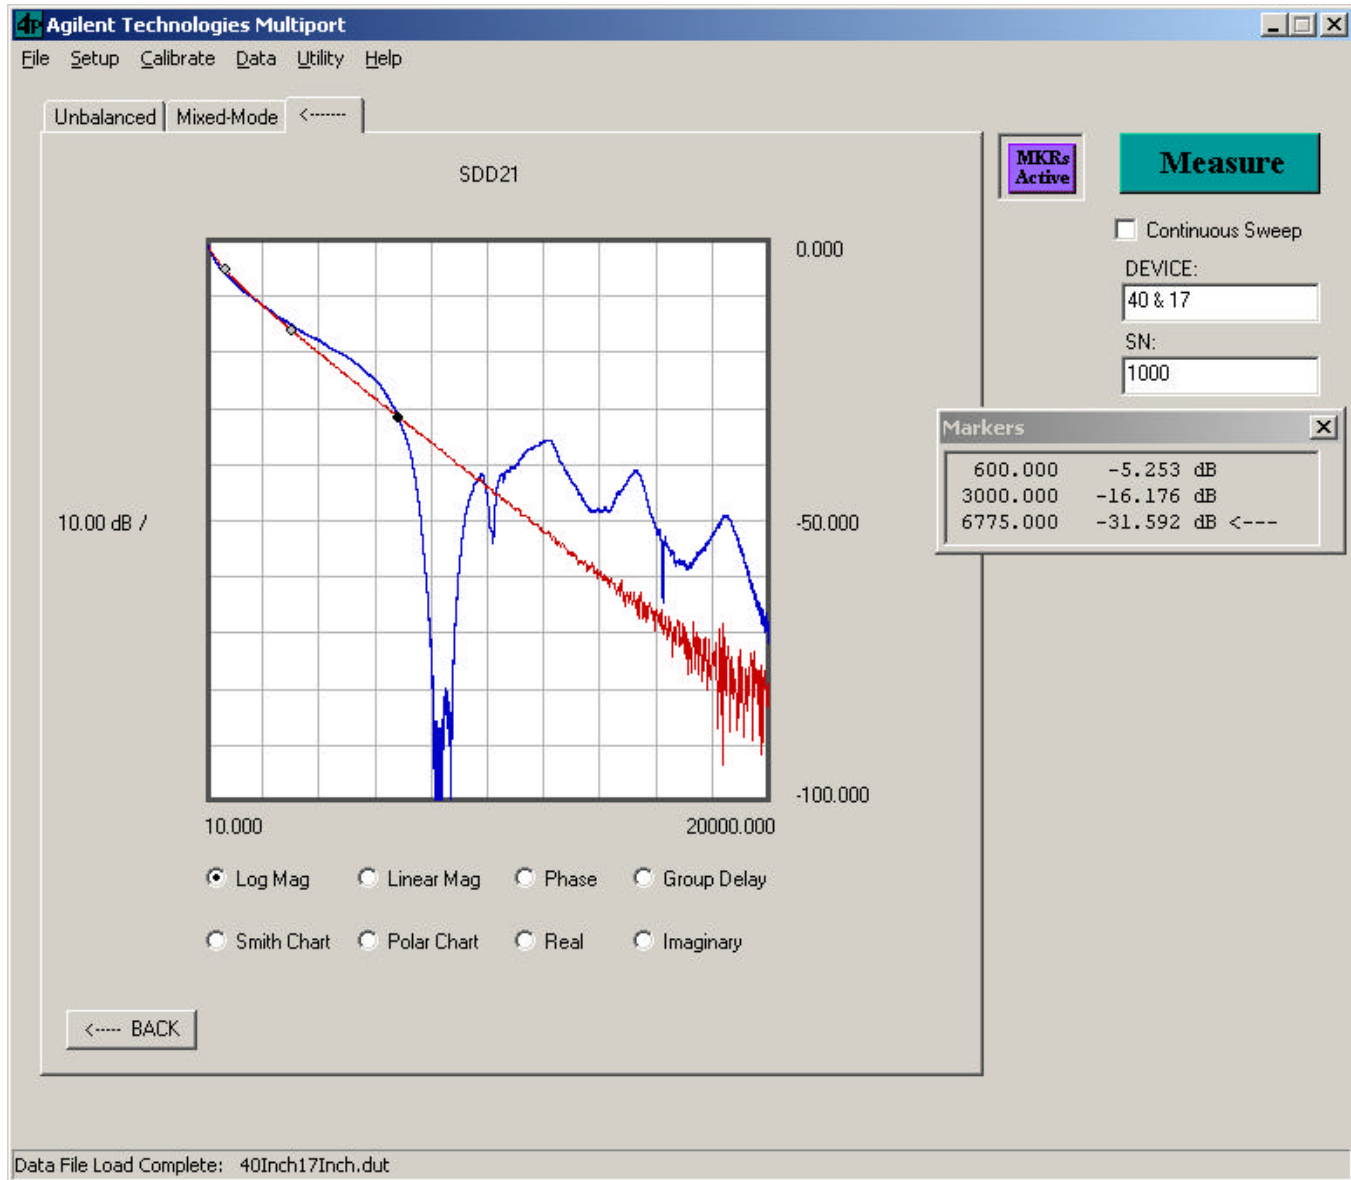 4P Agilent Technologies Multiport
File Setup Calibrate Data Utility Help
Unbalanced Mixed-Mode <-------
SDD21
MKRs
Active
Measure
Continuous Sweep
DEVICE:
40 & 17
SN:
1000
0.000
10.00 dB /
-50.000
-100.000
10.000 20000.000
Markers
600.000 -5.253 dB
3000.000 -16.176 dB
6775.000 -31.592 dB <---
Log Mag Linear Mag Phase Group Delay
Smith Chart Polar Chart Real Imaginary
<----- BACK
Data File Load Complete: 40Inch17Inch.dut